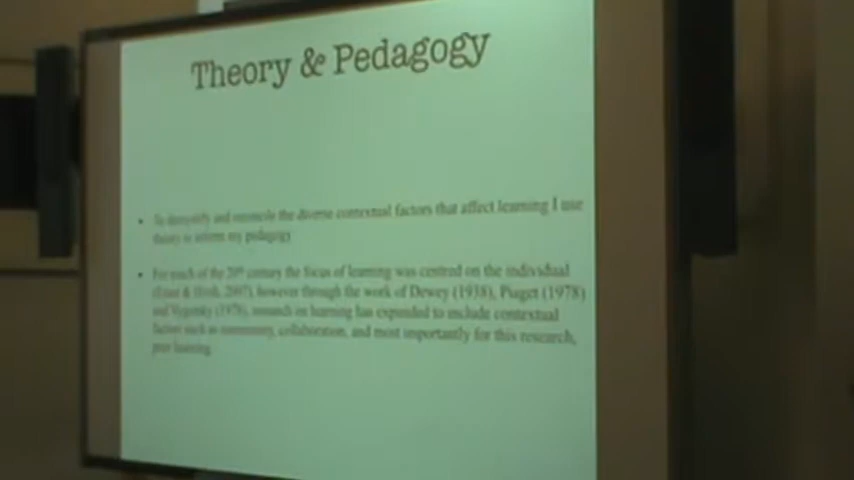 Theory & Pedagogy
• To demystify and reconcile the diverse contextual factors that affect learning I use
theory to inform my pedagogy
• For much of the 20th century the focus of learning was centred on the individual
2007), however through the work of Dewey (1938), Piaget (1978)
and Vygotsky (1978), research on learning has expanded to include contextual
factors such as community, collaboration, and most importantly for this research,
peer learning.